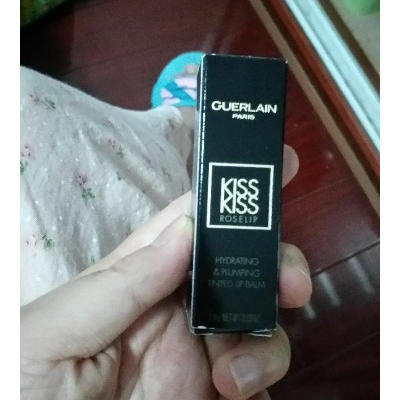 GUERLAIN
PARIS
KISS
KISS
ROSELIP
HYDRATING
& PLUMPING
TINTED LIP BALM